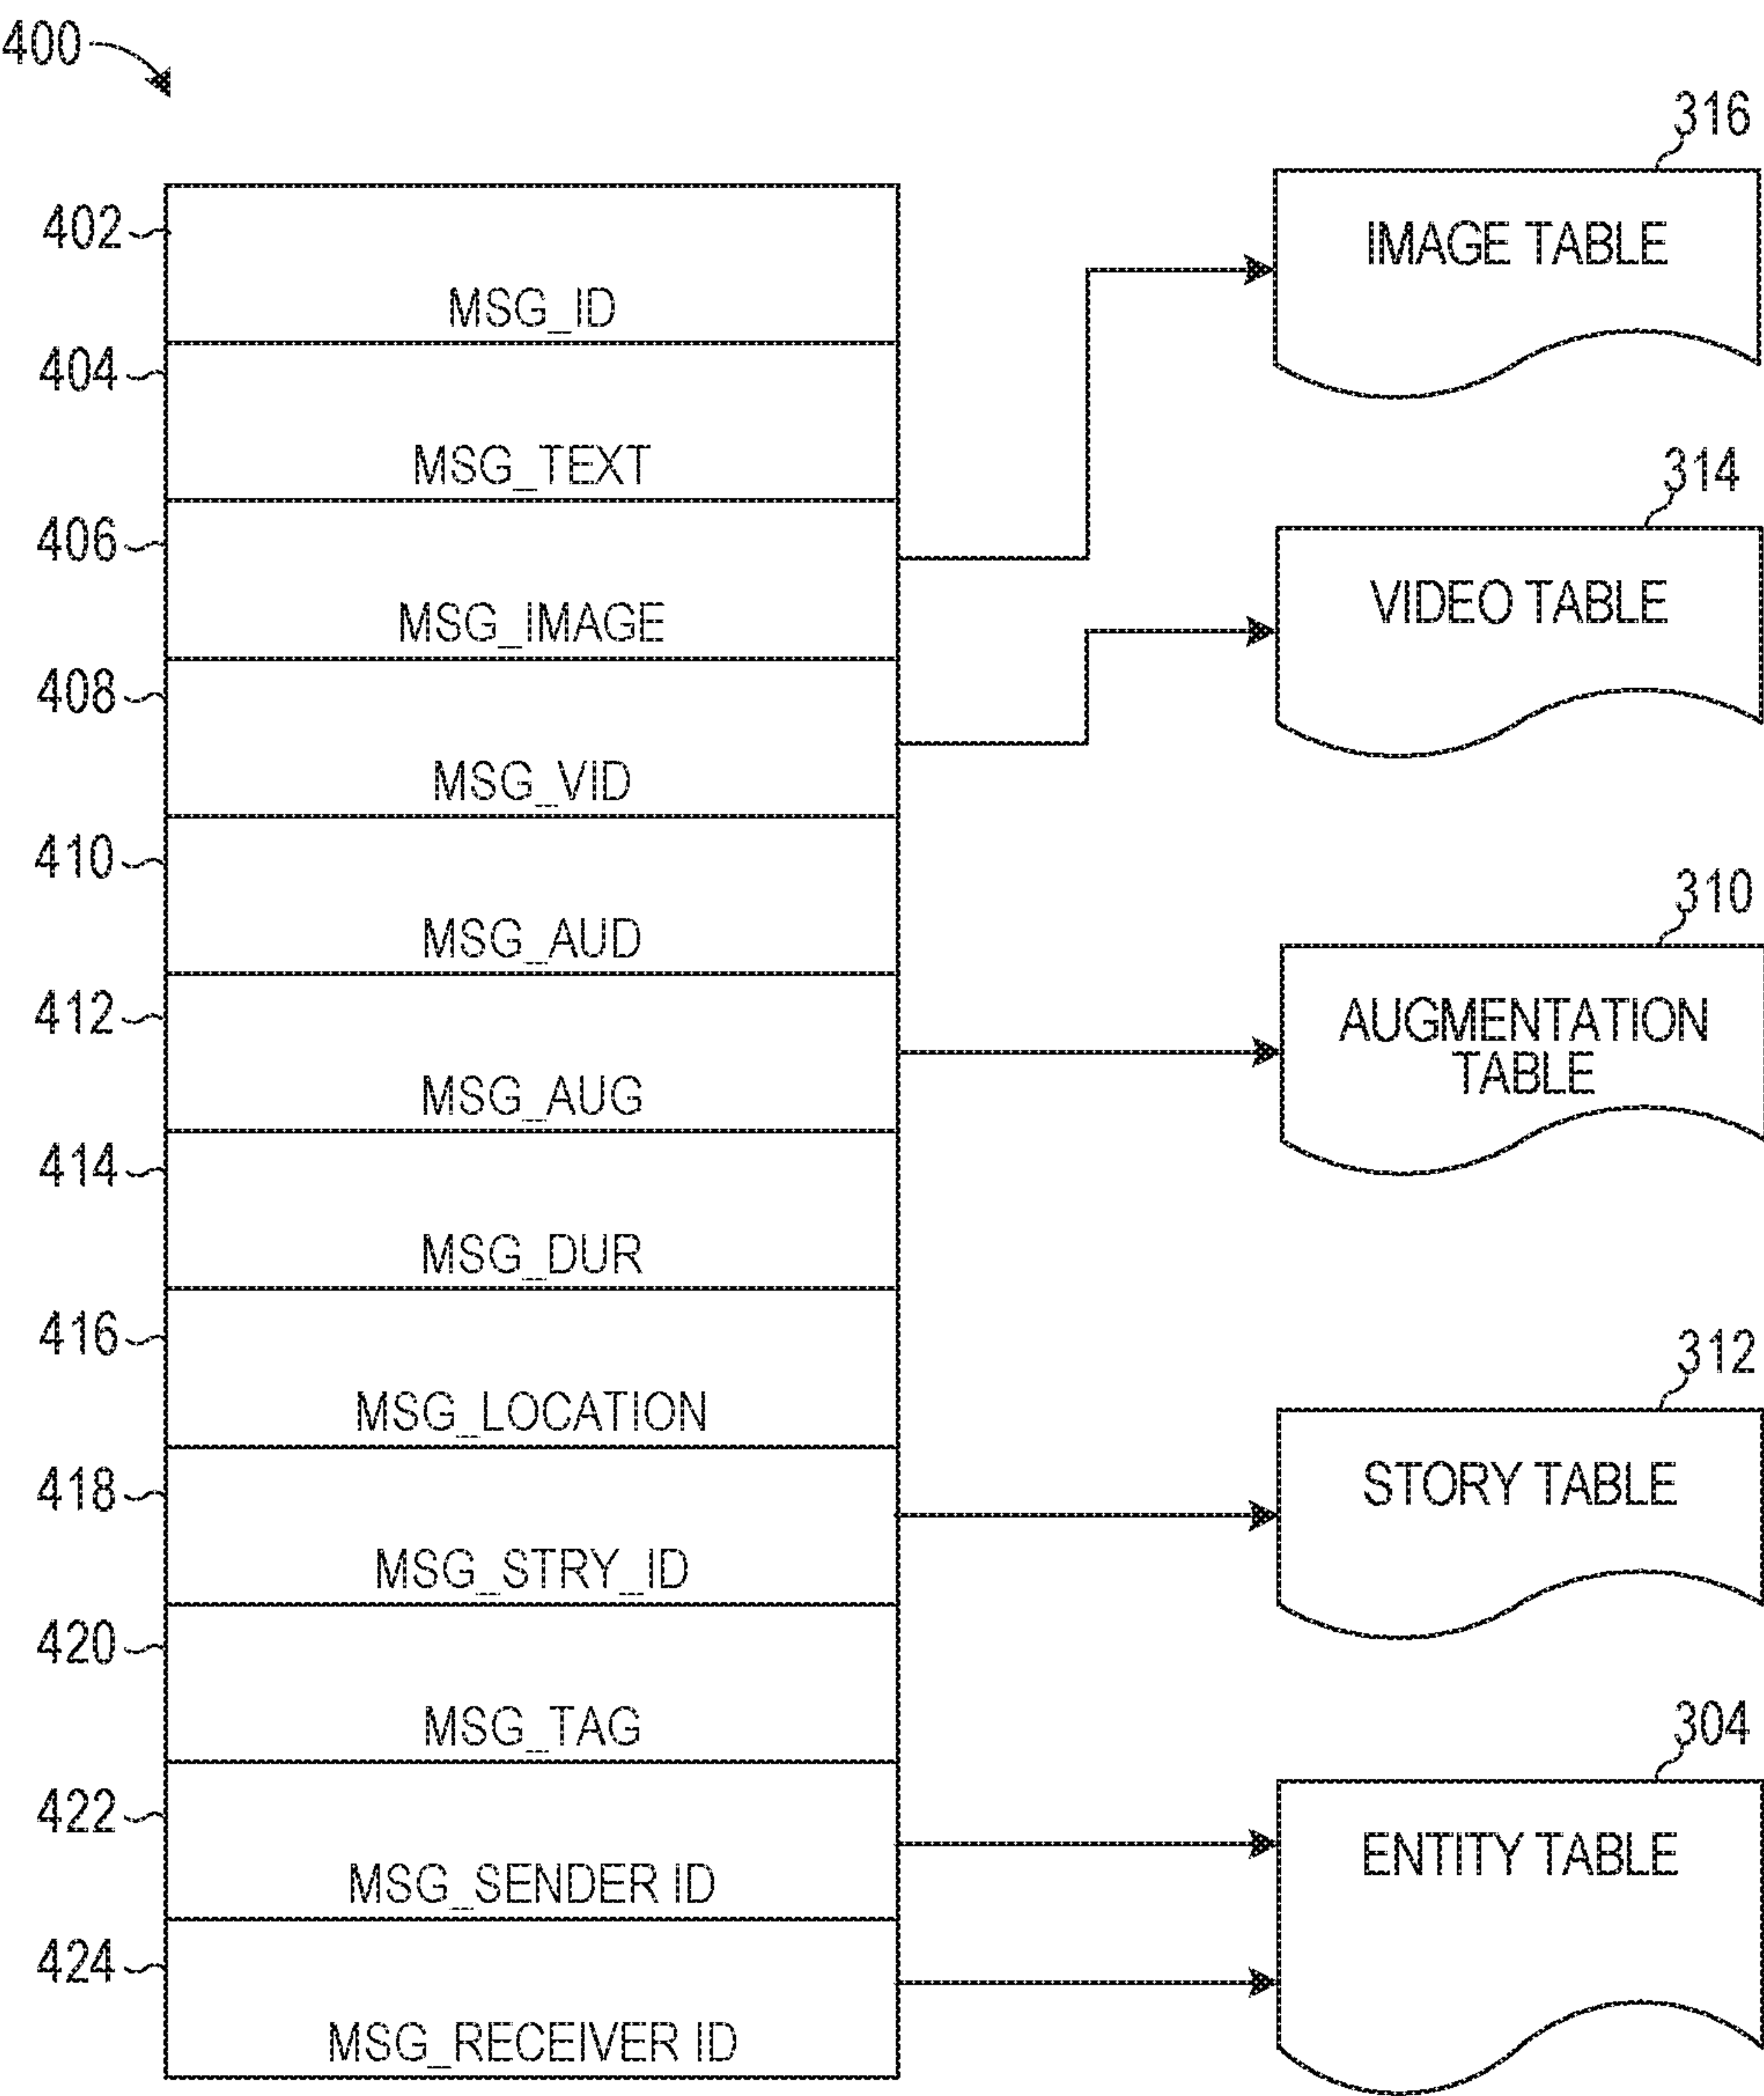 400
316
402
IMAGE TABLE
MSG_ID
404
MSG_TEXT
314
406
VIDEO TABLE
MSG_IMAGE
408
MSG_VID
410
310
MSG_AUD
412
AUGMENTATION
TABLE
MSG_AUG
414
MSG_DUR
416
312
MSG_LOCATION
418
STORY TABLE
MSG_STRY_ID
420
MSG_TAG
304
422
ENTITY TABLE
MSG_SENDER ID
424
MSG_RECEIVER ID